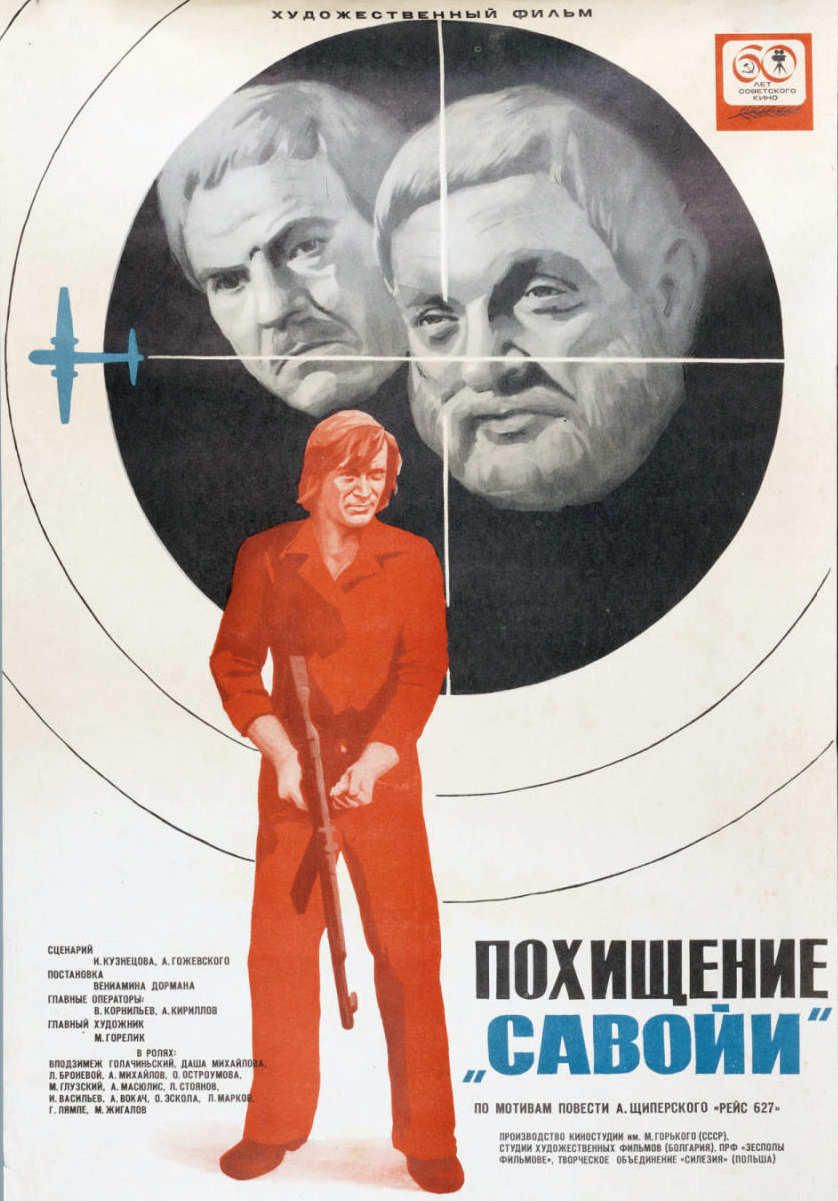 ХУДОЖЕСТВЕННЫЙ ФИЛЬМ
60
ЛЕТ
СОВЕТСКОГО
КИНО
СЦЕНАРИЙ
И. КУЗНЕЦОВА, А. ГОЖЕВСКОГО
ПОСТАНОВКА
ВЕНИАМИНА ДОРМАНА
ГЛАВНЫЕ ОПЕРАТОРЫ:
В. КОРНИЛЬЕВ, А. КИРИЛЛОВ
ГЛАВНЫЙ ХУДОЖНИК
М. ГОРЕЛИК
В РОЛЯХ:
ВЛОДЗИМЕЖ ГОЛАЧИНЬСКИЙ, ДАША МИХАЙЛОВА,
Л. БРОНЕВОЙ, А. МИХАЙЛОВ, О. ОСТРОУМОВА,
М. ГЛУЗСКИЙ, А. МАСЮЛИС, Л. СТОЯНОВ,
И. ВАСИЛЬЕВ, А. ВОКАЧ, О. ЭСКОЛА, Л. МАРКОВ,
Г. ЛЯМПЕ, М. ЖИГАЛОВ
ПОХИЩЕНИЕ
„САВОЙИ"
ПО МОТИВАМ ПОВЕСТИ А. ЩИПЕРСКОГО «РЕЙС 627»
ПРОИЗВОДСТВО КИНОСТУДИИ им. М. ГОРЬКОГО (СССР),
СТУДИИ ХУДОЖЕСТВЕННЫХ ФИЛЬМОВ (БОЛГАРИЯ), ПРФ «ЗЕСПОЛЫ
ФИЛЬМОВЕ», ТВОРЧЕСКОЕ ОБЪЕДИНЕНИЕ «СИЛЕЗИЯ» (ПОЛЬША)